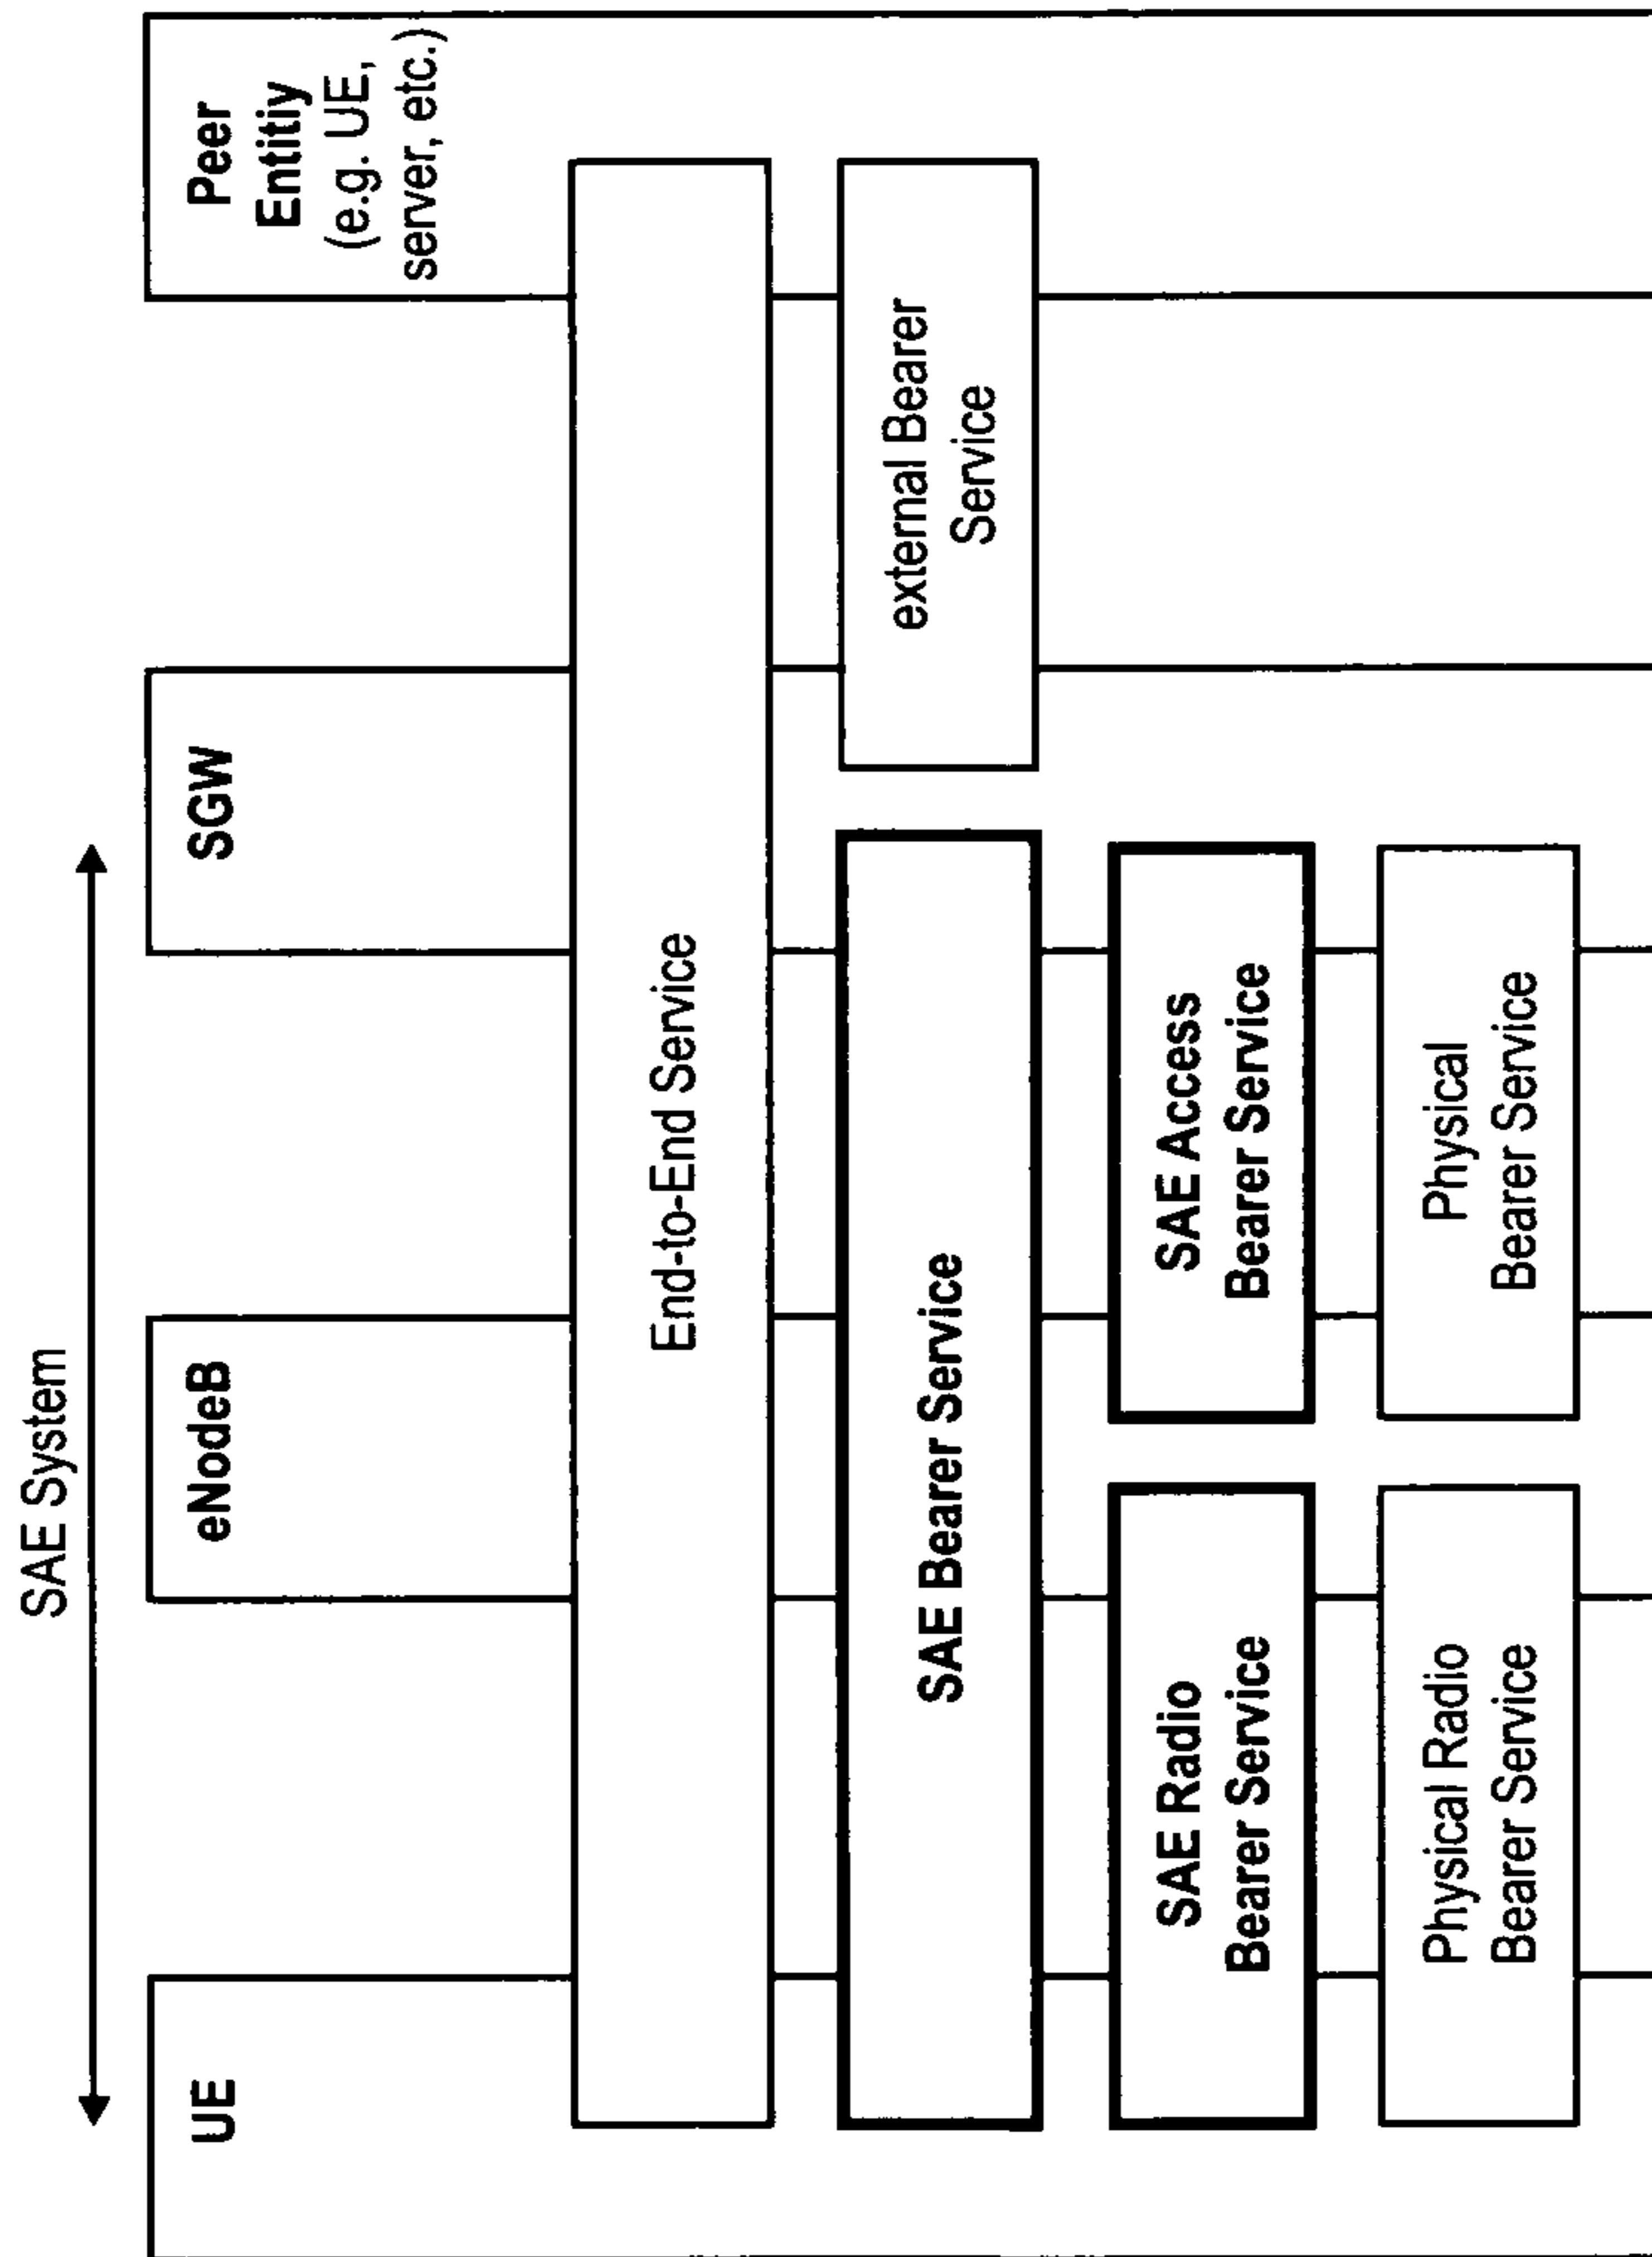 SAE System
UE
eNodeB
SGW
Peer
Entitiy
(e.g. UE,
server, etc.)
End-to-End Service
SAE Bearer Service
external Bearer
Service
SAE Radio
Bearer Service
SAE Access
Bearer Service
Physical Radio
Bearer Service
Physical
Bearer Service